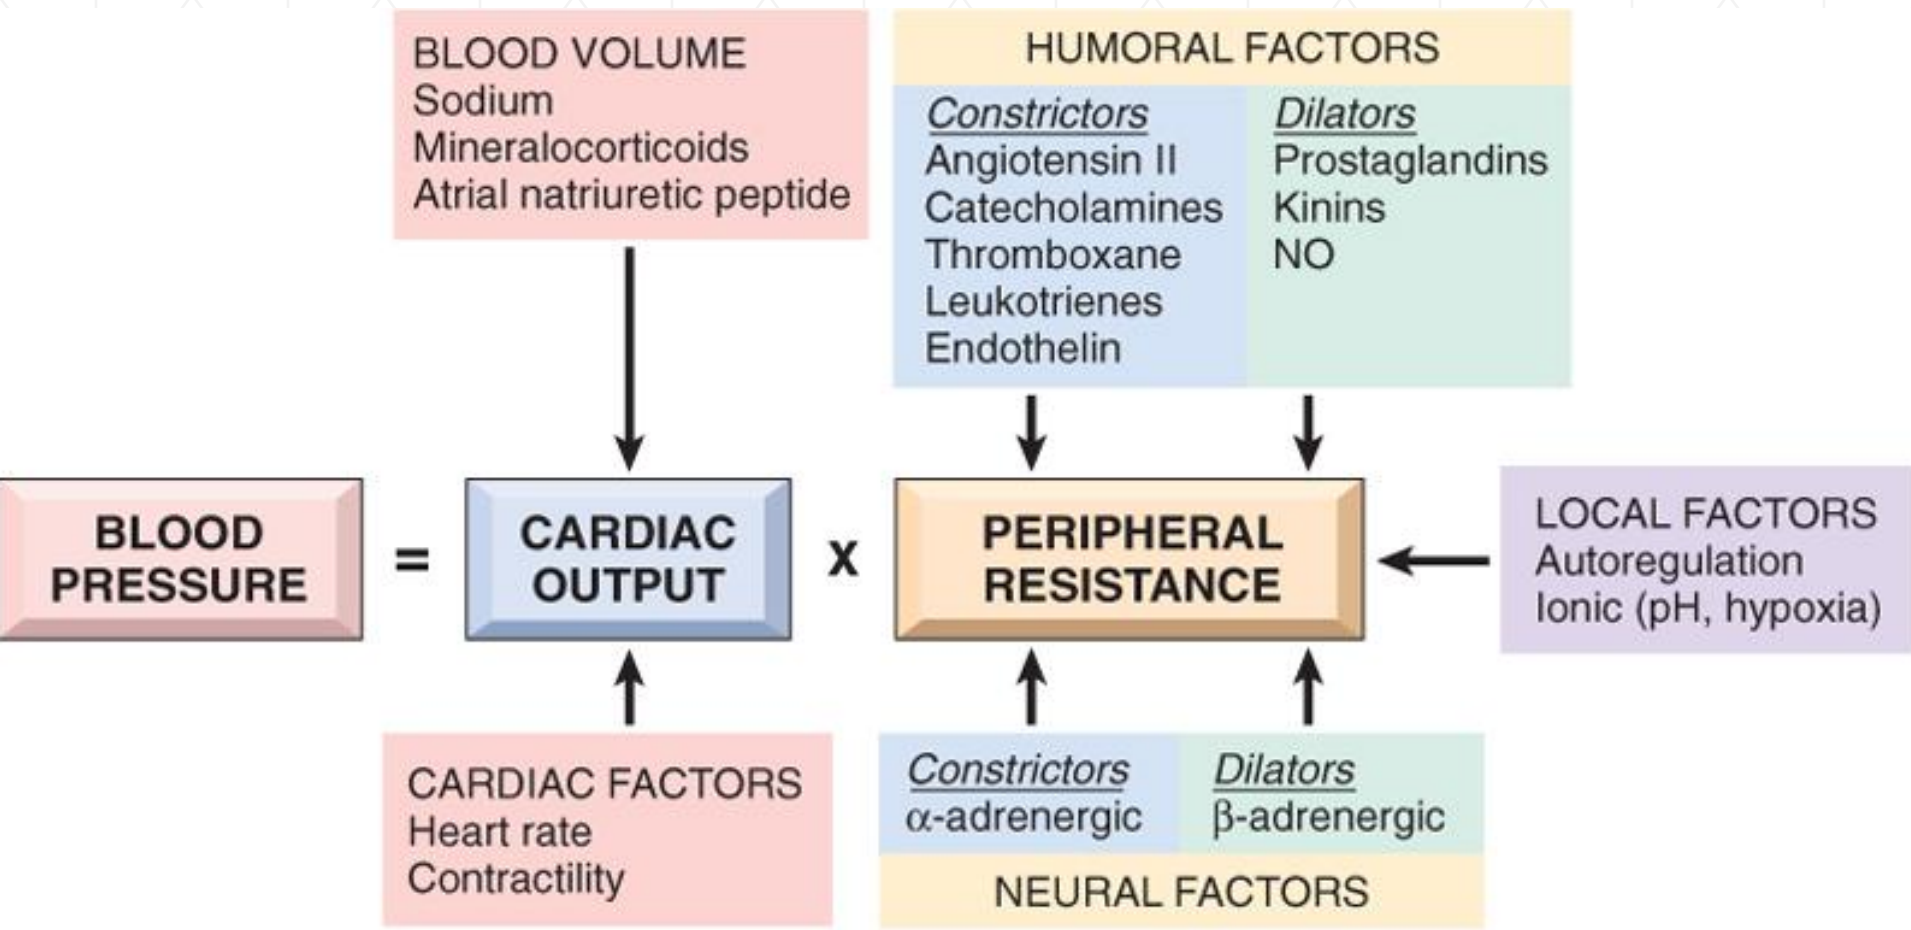 BLOOD VOLUME
Sodium
Mineralocorticoids
Atrial natriuretic peptide
HUMORAL FACTORS
Constrictors
Angiotensin II
Catecholamines
Thromboxane
Leukotrienes
Endothelin
Dilators
Prostaglandins
Kinins
NO
BLOOD
PRESSURE
=
CARDIAC
OUTPUT
x
PERIPHERAL
RESISTANCE
LOCAL FACTORS
Autoregulation
Ionic (pH, hypoxia)
CARDIAC FACTORS
Heart rate
Contractility
Constrictors
α-adrenergic
Dilators
β-adrenergic
NEURAL FACTORS